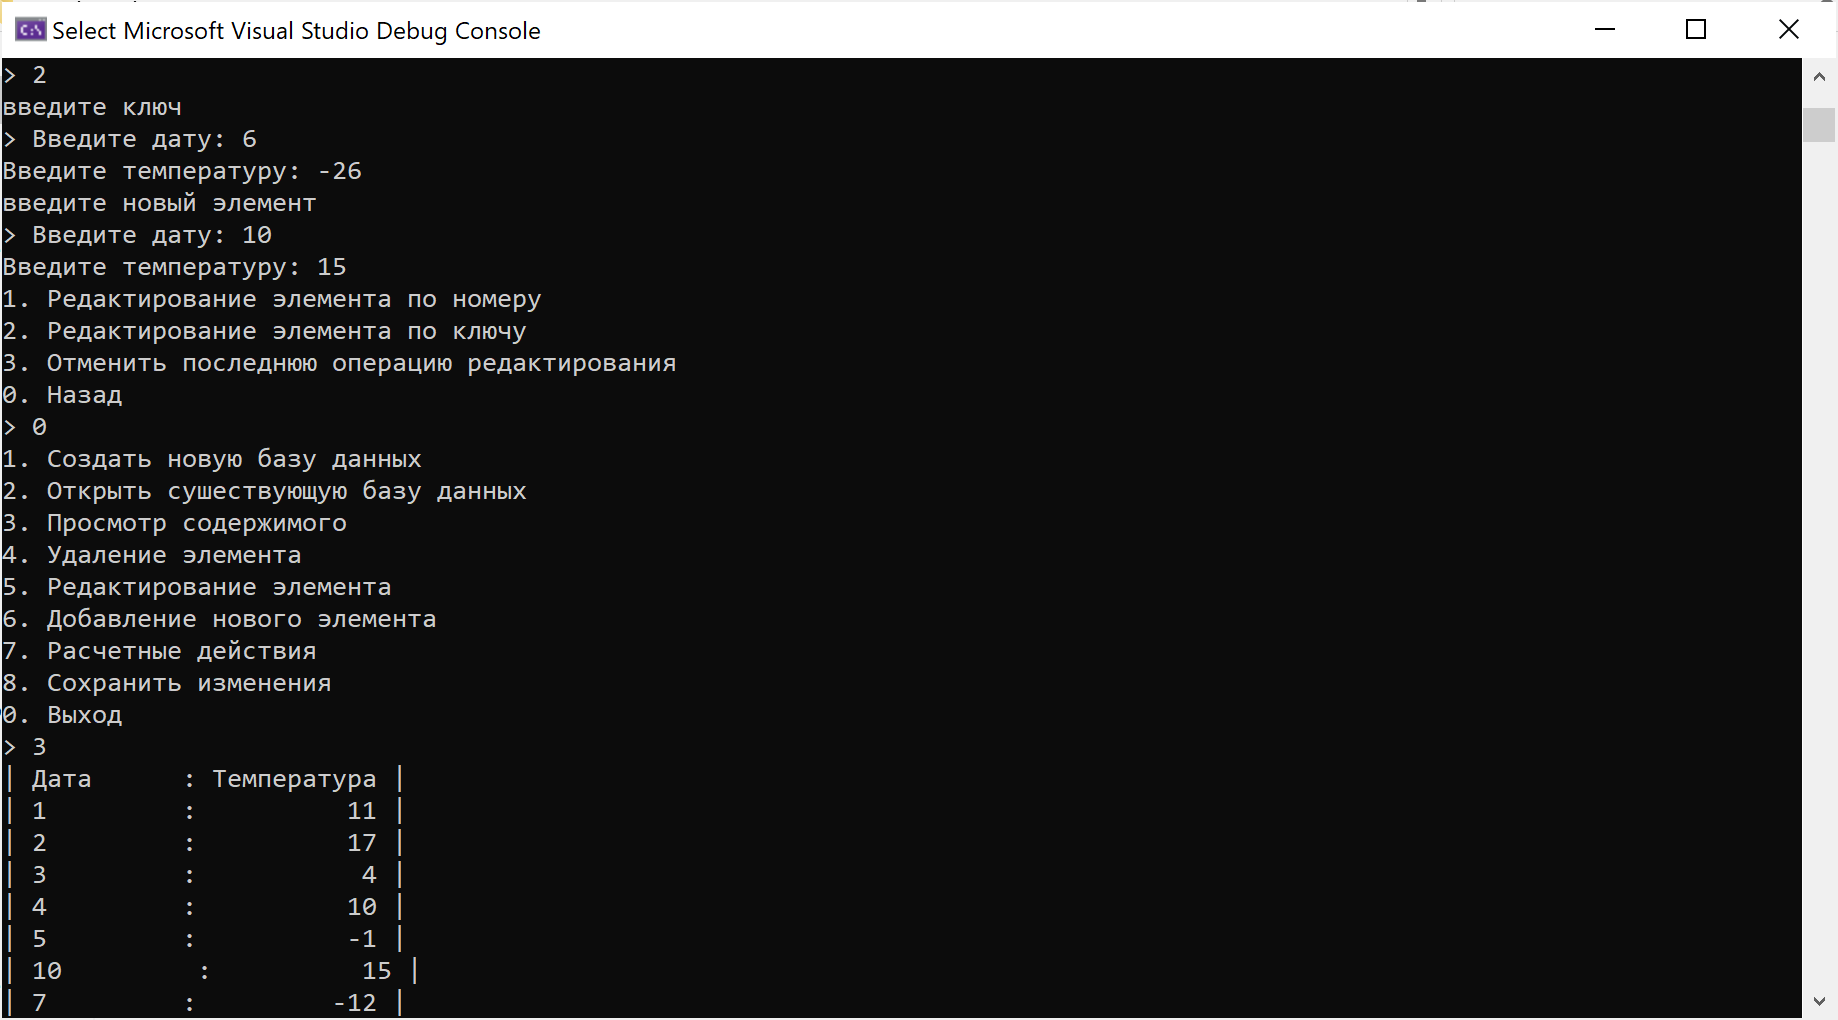 Select Microsoft Visual Studio Debug Console
> 2
введите ключ
> Введите дату: 6
Введите температуру: -26
введите новый элемент
> Введите дату: 10
Введите температуру: 15
1. Редактирование элемента по номеру
2. Редактирование элемента по ключу
3. Отменить последнюю операцию редактирования
0. Назад
> 0
1. Создать новую базу данных
2. Открыть сушествующую базу данных
3. Просмотр содержимого
4. Удаление элемента
5. Редактирование элемента
6. Добавление нового элемента
7. Расчетные действия
8. Сохранить изменения
0. Выход
> 3
| Дата      : Температура |
| 1         :          11 |
| 2         :          17 |
| 3         :           4 |
| 4         :          10 |
| 5         :          -1 |
| 10         :          15 |
| 7         :         -12 |